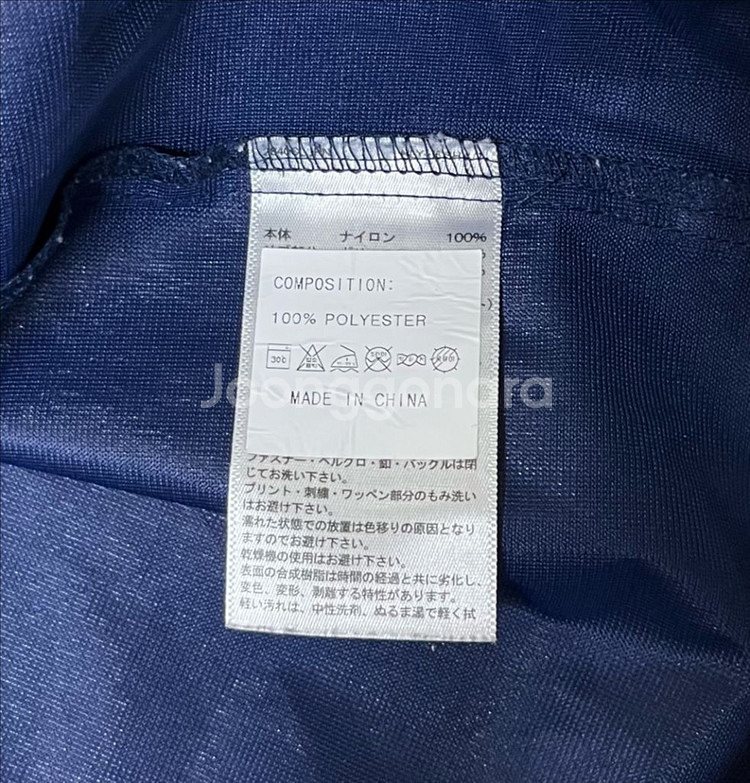 本体 ナイロン 100%
COMPOSITION:
100% POLYESTER
30C
MADE IN CHINA
Joonggonara
ファスナー・ベルクロ・釦・バックルは閉
じてお洗い下さい。
プリント・刺繍・ワッペン部分のもみ洗い
はお避け下さい。
濡れた状態での放置は色移りの原因となり
ますのでお避け下さい。
乾燥機の使用はお避け下さい。
表面の合成樹脂は時間の経過と共に劣化し、
変色、変形、剥離する特性があります。
軽い汚れは、中性洗剤、ぬるま湯で軽く拭